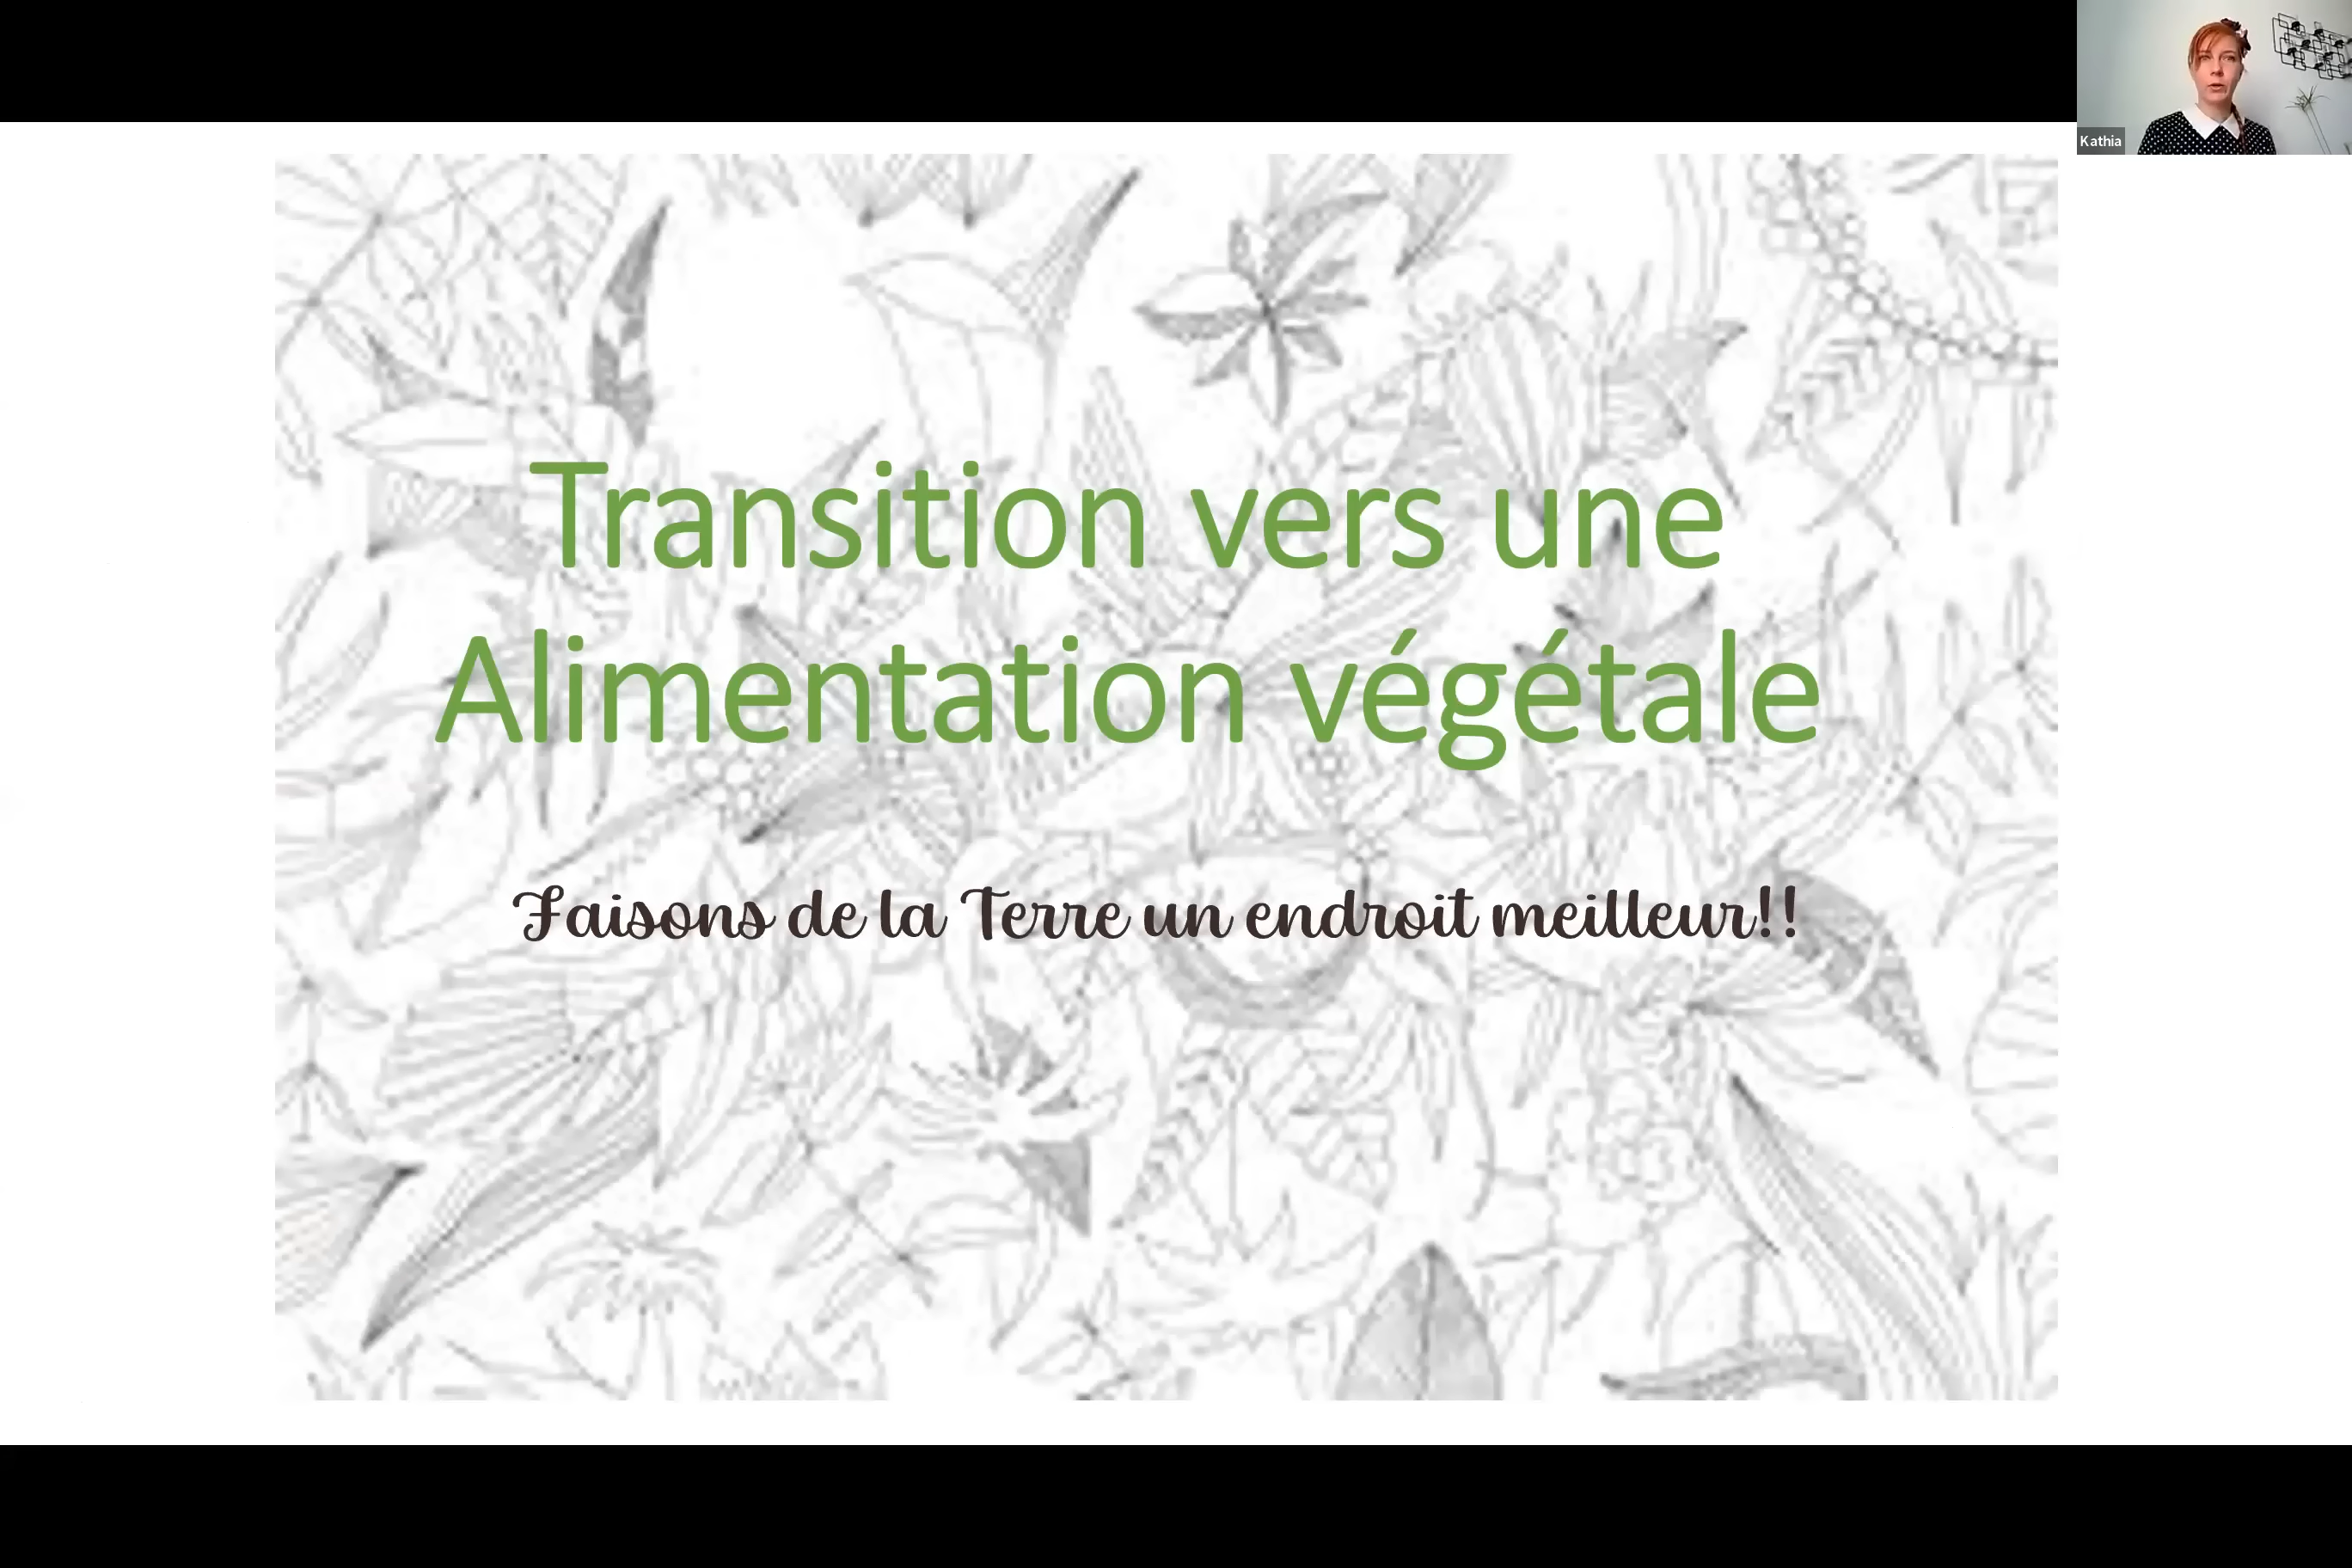 Kathia
Transition vers une
Alimentation végétale
Faisons de la Terre un endroit meilleur!!